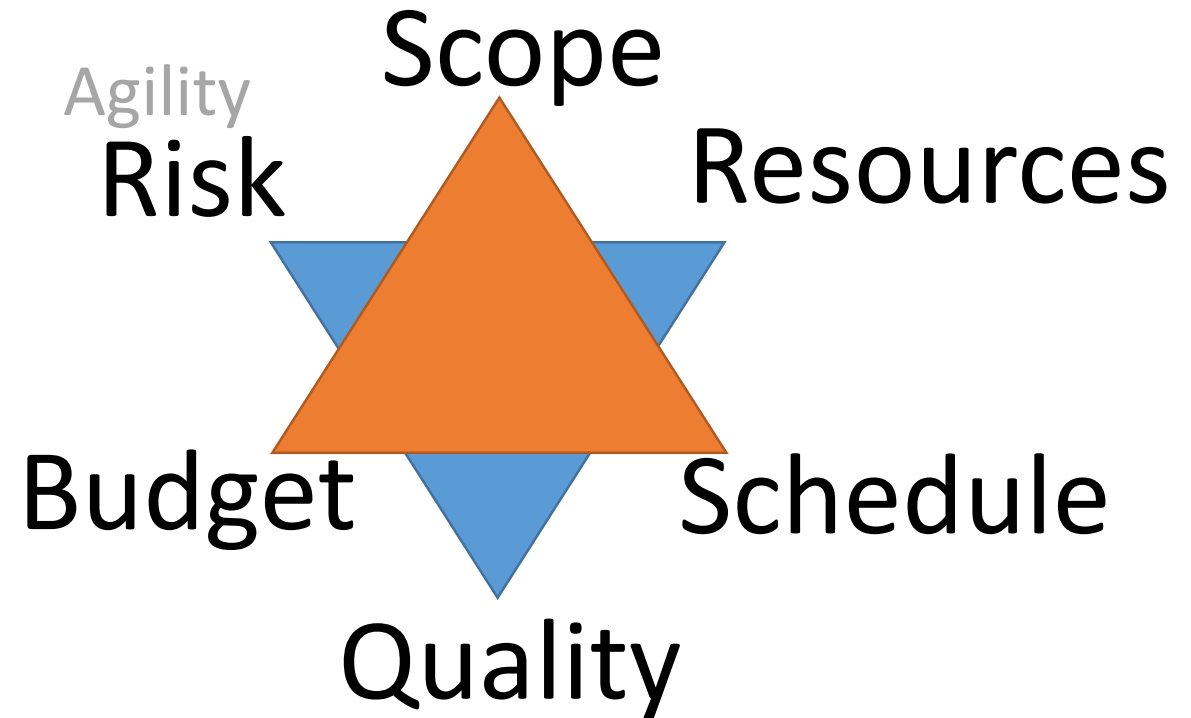 Scope
Agility
Risk
Resources
Budget
Schedule
Quality